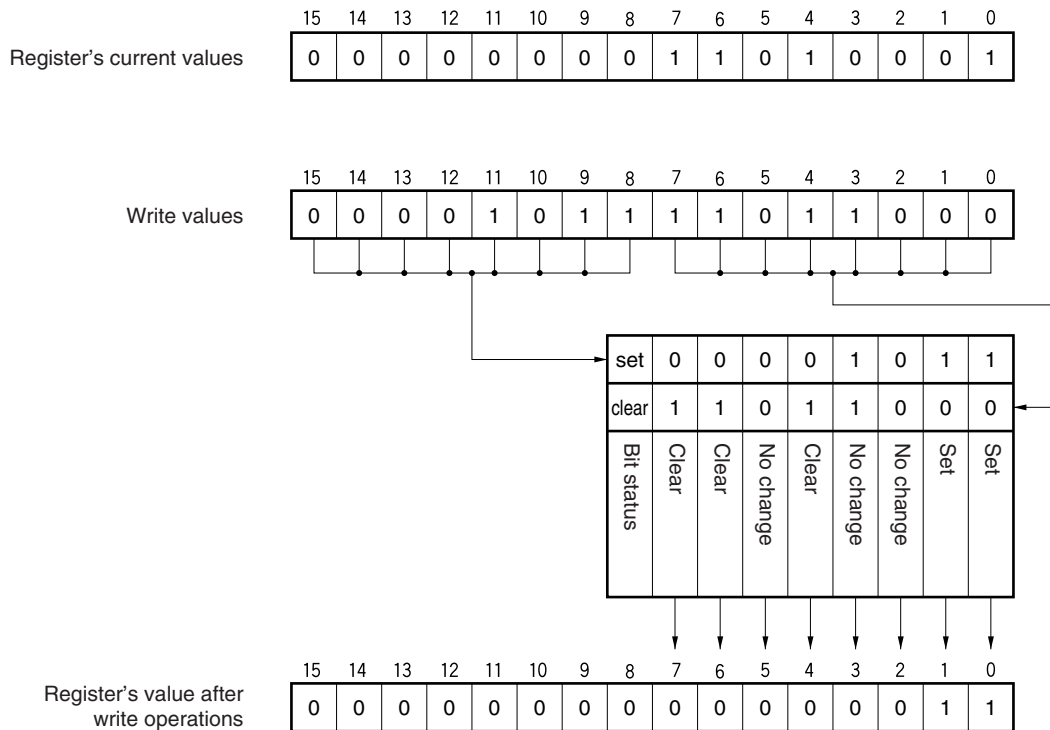 15 14 13 12 11 10 9 8 7 6 5 4 3 2 1 0
Register’s current values 0 0 0 0 0 0 0 0 1 1 0 1 0 0 0 1
15 14 13 12 11 10 9 8 7 6 5 4 3 2 1 0
Write values 0 0 0 0 1 0 1 1 1 1 0 1 1 0 0 0
set 0 0 0 0 1 0 1 1
clear 1 1 0 1 1 0 0 0
Bit status Clear Clear No change Clear No change No change Set Set
15 14 13 12 11 10 9 8 7 6 5 4 3 2 1 0
Register’s value after
write operations
0 0 0 0 0 0 0 0 0 0 0 0 0 0 1 1